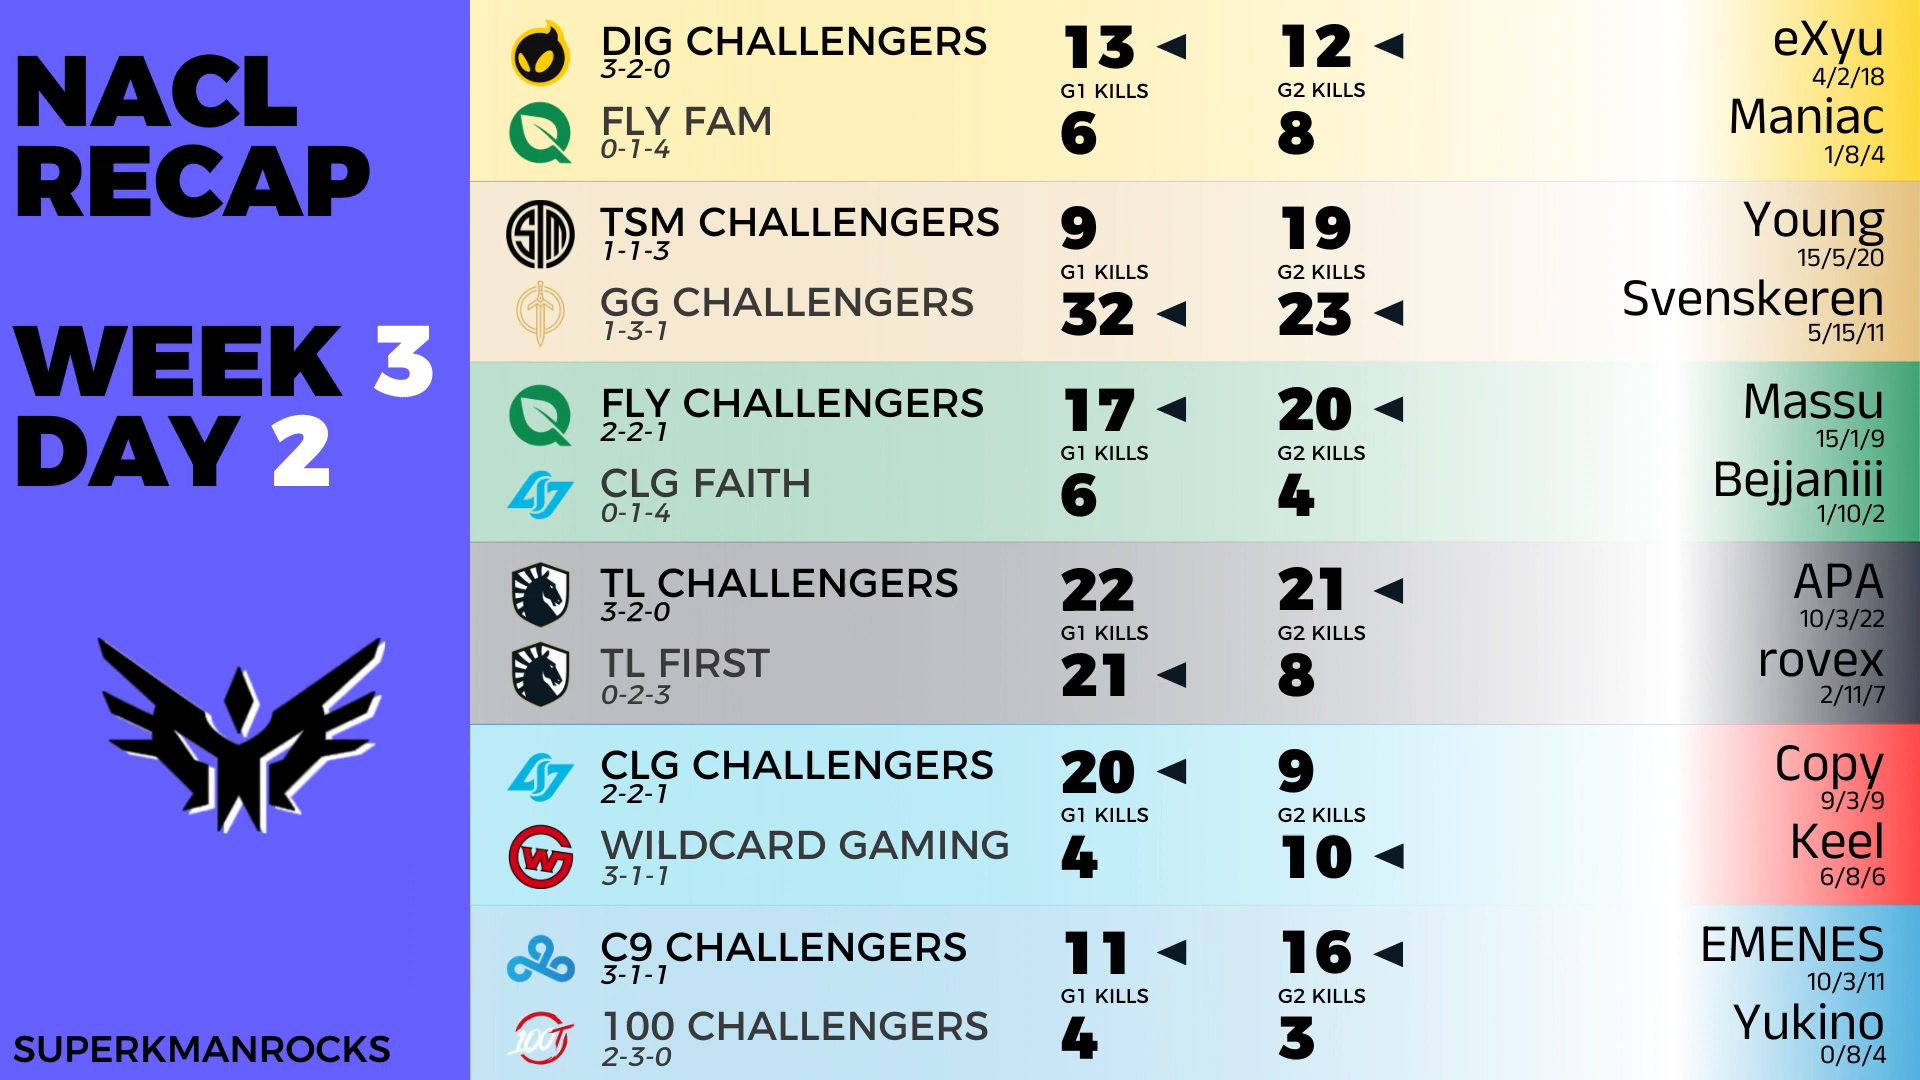 NACL
RECAP
WEEK 3
DAY 2
SUPERKMANROCKS
DIG CHALLENGERS
3-2-0
13
12
G1 KILLS
G2 KILLS
FLY FAM
0-1-4
6
8
eXyu
4/2/18
Maniac
1/8/4
TSM CHALLENGERS
1-1-3
9
19
G1 KILLS
G2 KILLS
GG CHALLENGERS
1-3-1
32
23
Young
15/5/20
Svenskeren
5/15/11
FLY CHALLENGERS
2-2-1
17
20
G1 KILLS
G2 KILLS
CLG FAITH
0-1-4
6
4
Massu
15/1/9
Bejjaniii
1/10/2
TL CHALLENGERS
3-2-0
22
21
G1 KILLS
G2 KILLS
TL FIRST
0-2-3
21
8
APA
10/3/22
rovex
2/11/7
CLG CHALLENGERS
2-2-1
20
9
G1 KILLS
G2 KILLS
WILDCARD GAMING
3-1-1
4
10
Copy
9/3/9
Keel
6/8/6
C9 CHALLENGERS
3-1-1
11
16
G1 KILLS
G2 KILLS
100T
100 CHALLENGERS
2-3-0
4
3
EMENES
10/3/11
Yukino
0/8/4